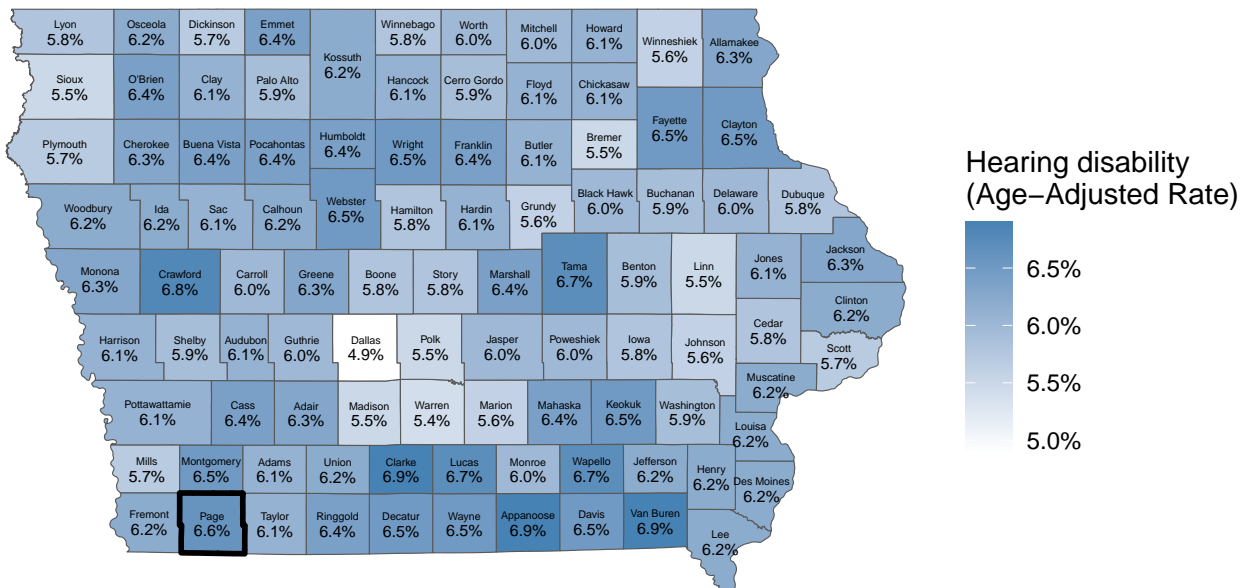 Lyon
5.8%
Osceola
6.2%
Dickinson
5.7%
Emmet
6.4%
Kossuth
6.2%
Winnebago
5.8%
Worth
6.0%
Mitchell
6.0%
Howard
6.1%
Winneshiek
5.6%
Allamakee
6.3%
Sioux
5.5%
O'Brien
6.4%
Clay
6.1%
Palo Alto
5.9%
Hancock
6.1%
Cerro Gordo
5.9%
Floyd
6.1%
Chickasaw
6.1%
Fayette
6.5%
Clayton
6.5%
Plymouth
5.7%
Cherokee
6.3%
Buena Vista
6.4%
Pocahontas
6.4%
Humboldt
6.4%
Wright
6.5%
Franklin
6.4%
Butler
6.1%
Bremer
5.5%
Woodbury
6.2%
Ida
6.2%
Sac
6.1%
Calhoun
6.2%
Webster
6.5%
Hamilton
5.8%
Hardin
6.1%
Grundy
5.6%
Black Hawk
6.0%
Buchanan
5.9%
Delaware
6.0%
Dubuque
5.8%
Monona
6.3%
Crawford
6.8%
Carroll
6.0%
Greene
6.3%
Boone
5.8%
Story
5.8%
Marshall
6.4%
Tama
6.7%
Benton
5.9%
Linn
5.5%
Jones
6.1%
Jackson
6.3%
Clinton
6.2%
Harrison
6.1%
Shelby
5.9%
Audubon
6.1%
Guthrie
6.0%
Dallas
4.9%
Polk
5.5%
Jasper
6.0%
Poweshiek
6.0%
Iowa
5.8%
Johnson
5.6%
Cedar
5.8%
Scott
5.7%
Muscatine
6.2%
Pottawattamie
6.1%
Cass
6.4%
Adair
6.3%
Madison
5.5%
Warren
5.4%
Marion
5.6%
Mahaska
6.4%
Keokuk
6.5%
Washington
5.9%
Louisa
6.2%
Mills
5.7%
Montgomery
6.5%
Adams
6.1%
Union
6.2%
Clarke
6.9%
Lucas
6.7%
Monroe
6.0%
Wapello
6.7%
Jefferson
6.2%
Henry
6.2%
Des Moines
6.2%
Fremont
6.2%
Page
6.6%
Taylor
6.1%
Ringgold
6.4%
Decatur
6.5%
Wayne
6.5%
Appanoose
6.9%
Davis
6.5%
Van Buren
6.9%
Lee
6.2%
Hearing disability
(Age−Adjusted Rate)
6.5%
6.0%
5.5%
5.0%